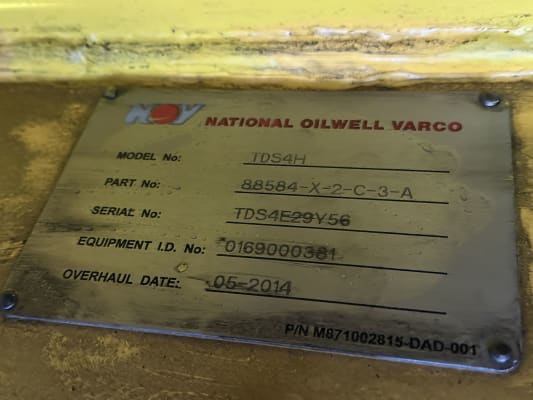 NOV NATIONAL OILWELL VARCO
MODEL No: TDS4H
PART No: 88584-X-2-C-3-A
SERIAL No: TDS4E29Y56
EQUIPMENT I.D. No: 0169000381
OVERHAUL DATE: 05-2014
P/N M871002815-DAD-001